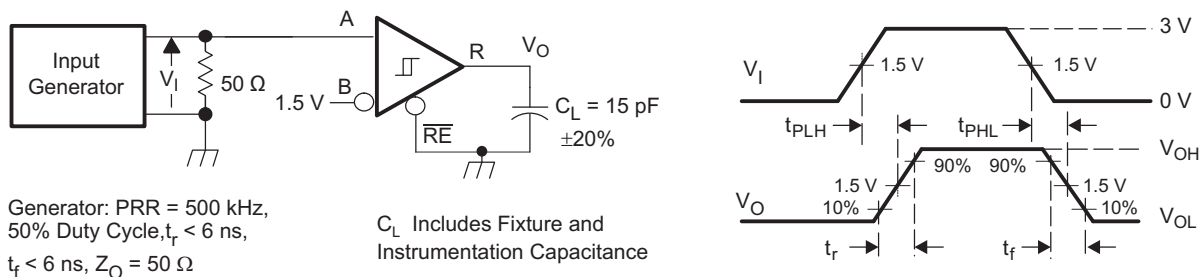 Input
Generator
V_I
50 Ω
A
B
1.5 V
R
V_O
RE
C_L = 15 pF
±20%
Generator: PRR = 500 kHz,
50% Duty Cycle,t_r < 6 ns,
t_f < 6 ns, Z_O = 50 Ω
C_L Includes Fixture and
Instrumentation Capacitance
3 V
V_I
1.5 V
1.5 V
0 V
t_PLH
t_PHL
V_OH
90%
90%
1.5 V
1.5 V
V_O
10%
10%
V_OL
t_r
t_f